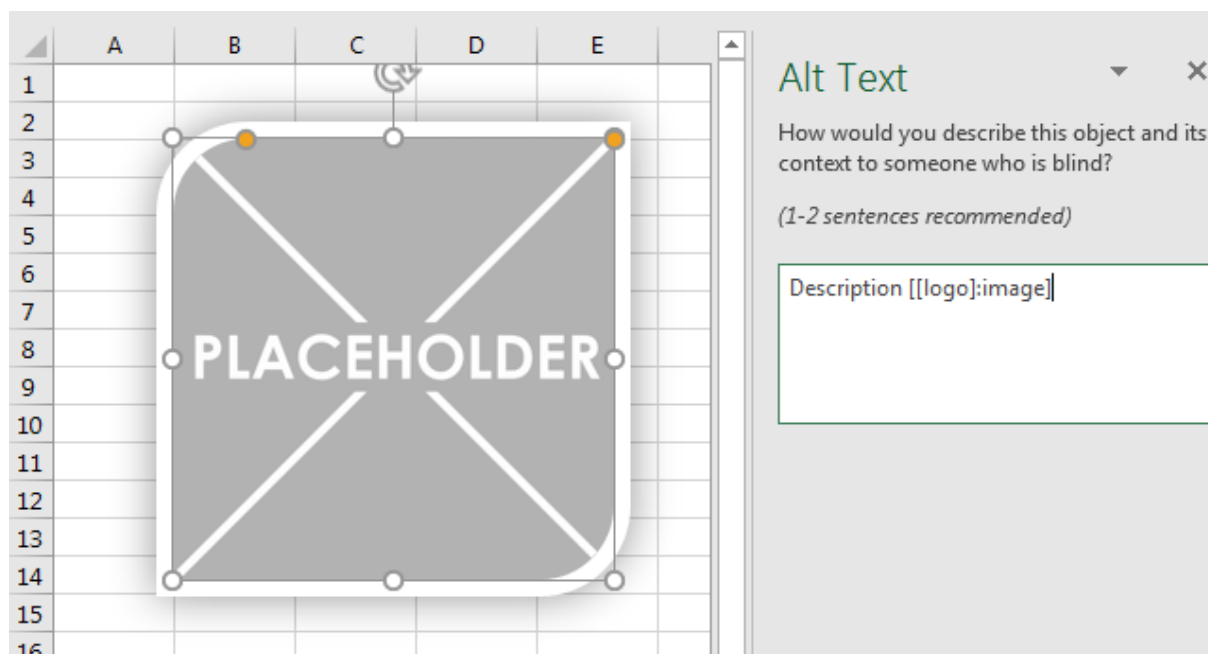 A B C D E
1
2
3
4
5
6
7
8
PLACEHOLDER
9
10
11
12
13
14
15
16
Alt Text
How would you describe this object and its
context to someone who is blind?
(1-2 sentences recommended)
Description [[logo]:image]